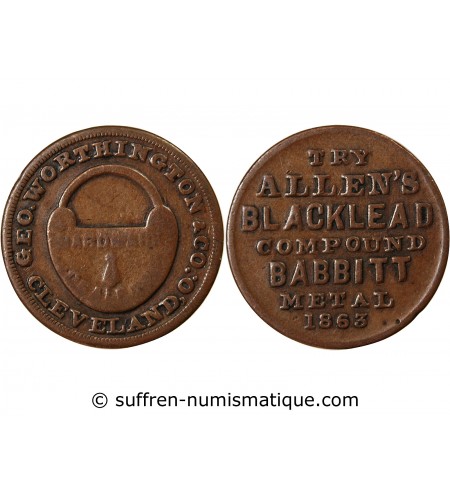 GEO. WORTHINGTON & CO.
CLEVELAND, O.
HARDWARE
TRY
ALLEN'S
BLACKLEAD
COMPOUND
BABBITT
METAL
1863
© suffren-numismatique.com